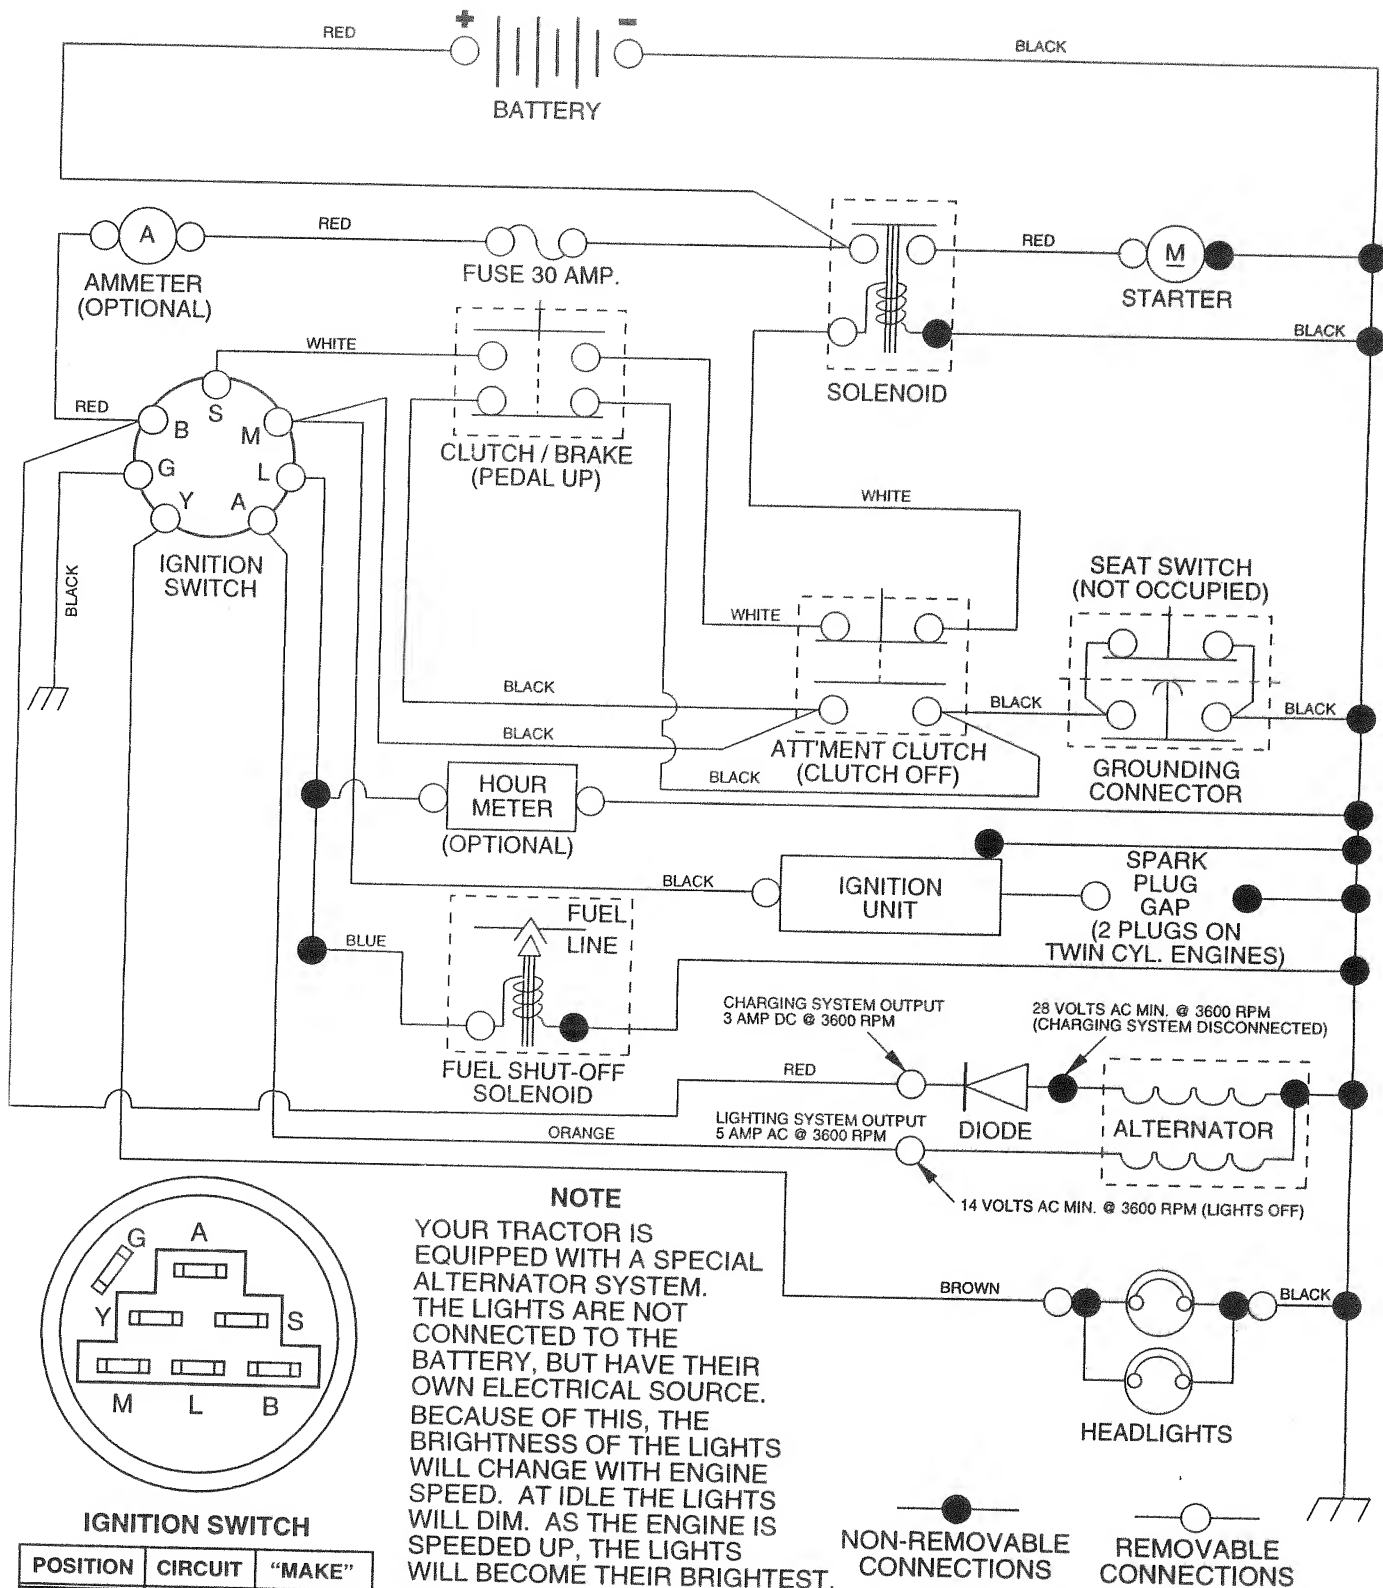 + -
RED
BLACK
BATTERY
A
RED
AMMETER
(OPTIONAL)
FUSE 30 AMP.
RED
M
STARTER
BLACK
SOLENOID
WHITE
CLUTCH / BRAKE
(PEDAL UP)
RED
S
B
M
G
L
Y
A
IGNITION
SWITCH
BLACK
WHITE
WHITE
SEAT SWITCH
(NOT OCCUPIED)
BLACK
BLACK
BLACK
BLACK
BLACK
ATT'MENT CLUTCH
(CLUTCH OFF)
GROUNDING
CONNECTOR
HOUR
METER
(OPTIONAL)
BLACK
IGNITION
UNIT
SPARK
PLUG
GAP
(2 PLUGS ON
TWIN CYL. ENGINES)
BLUE
FUEL
LINE
FUEL SHUT-OFF
SOLENOID
CHARGING SYSTEM OUTPUT
3 AMP DC @ 3600 RPM
28 VOLTS AC MIN. @ 3600 RPM
(CHARGING SYSTEM DISCONNECTED)
RED
DIODE
ALTERNATOR
ORANGE
LIGHTING SYSTEM OUTPUT
5 AMP AC @ 3600 RPM
14 VOLTS AC MIN. @ 3600 RPM (LIGHTS OFF)
BROWN
BLACK
HEADLIGHTS
G
A
Y
S
M
L
B
IGNITION SWITCH
POSITION CIRCUIT "MAKE"
NOTE
YOUR TRACTOR IS
EQUIPPED WITH A SPECIAL
ALTERNATOR SYSTEM.
THE LIGHTS ARE NOT
CONNECTED TO THE
BATTERY, BUT HAVE THEIR
OWN ELECTRICAL SOURCE.
BECAUSE OF THIS, THE
BRIGHTNESS OF THE LIGHTS
WILL CHANGE WITH ENGINE
SPEED. AT IDLE THE LIGHTS
WILL DIM. AS THE ENGINE IS
SPEEDED UP, THE LIGHTS
WILL BECOME THEIR BRIGHTEST.
NON-REMOVABLE
CONNECTIONS
REMOVABLE
CONNECTIONS